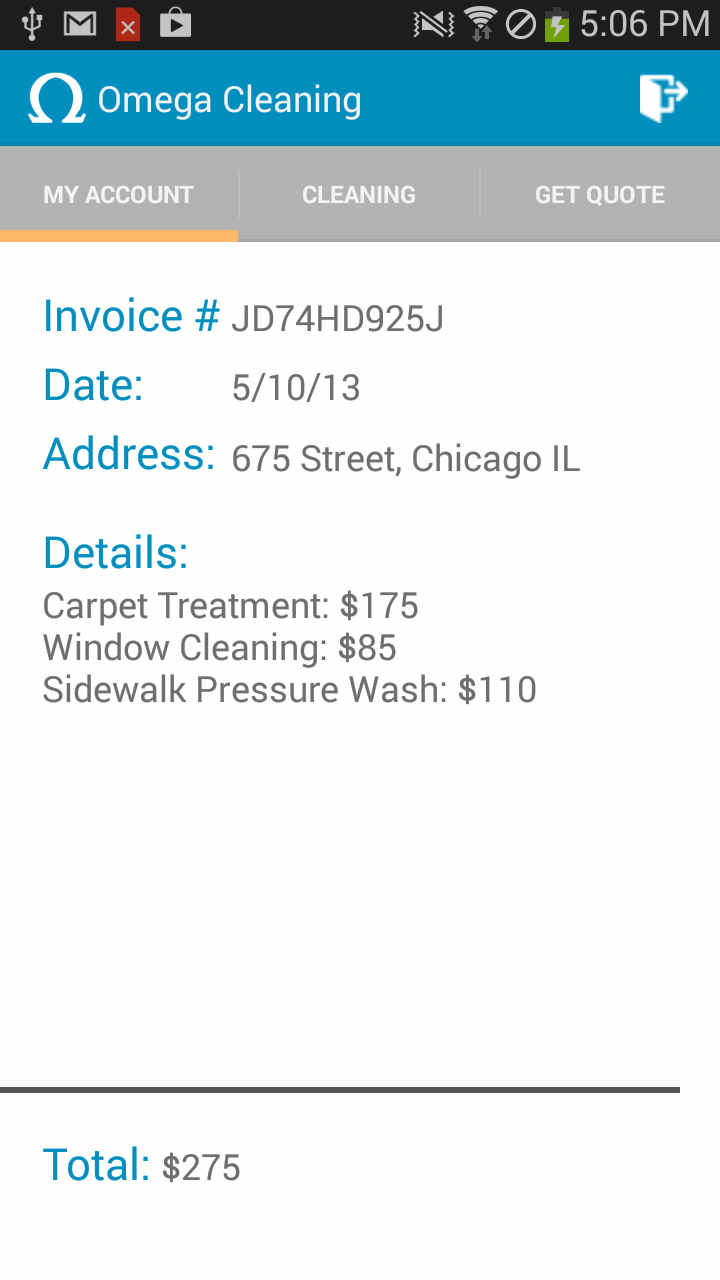 5:06 PM
Ω Omega Cleaning
MY ACCOUNT
CLEANING
GET QUOTE
Invoice # JD74HD925J
Date: 5/10/13
Address: 675 Street, Chicago IL
Details:
Carpet Treatment: $175
Window Cleaning: $85
Sidewalk Pressure Wash: $110
Total: $275